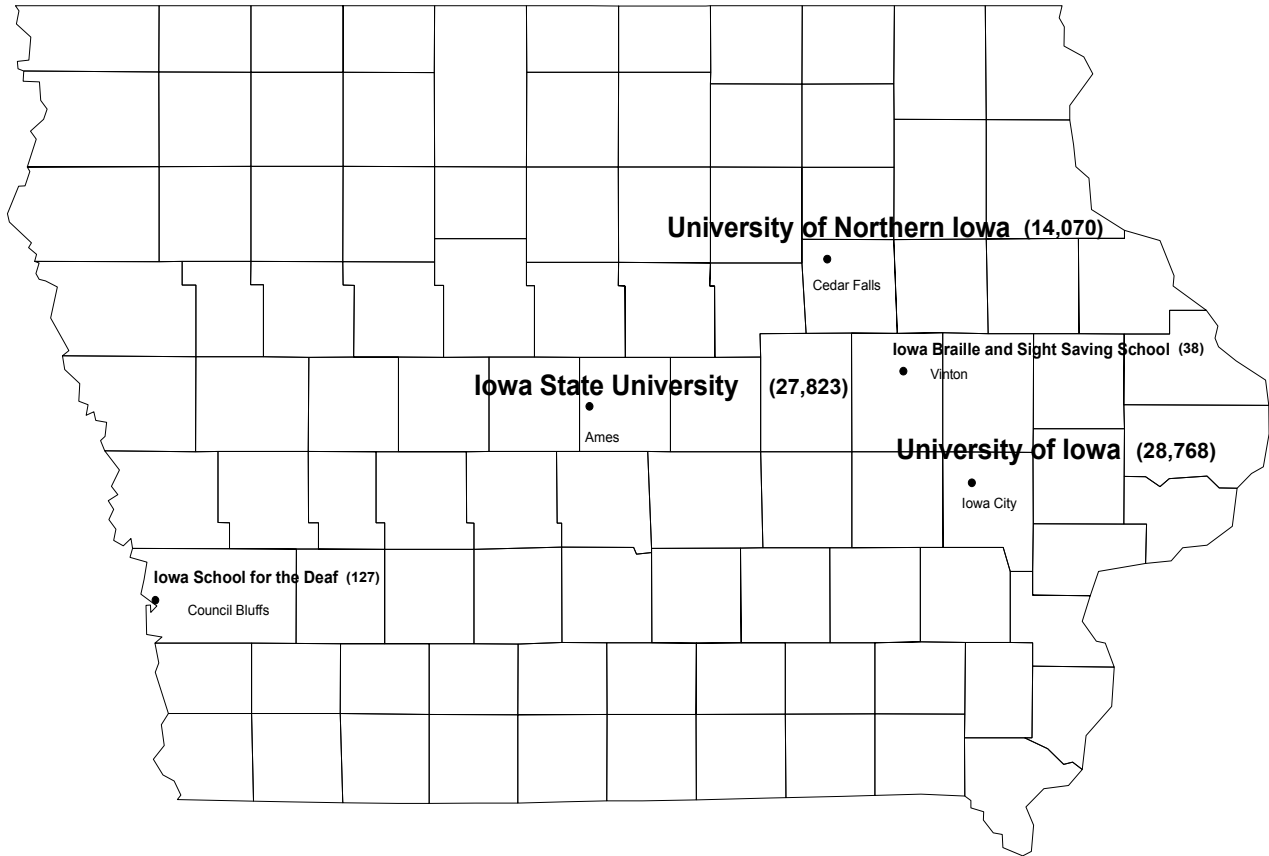 University of Northern Iowa (14,070)
Cedar Falls
Iowa Braille and Sight Saving School (38)
Vinton
Iowa State University (27,823)
Ames
University of Iowa (28,768)
Iowa City
Iowa School for the Deaf (127)
Council Bluffs